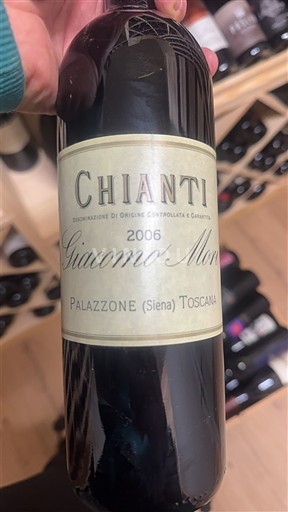 CHIANTI
DENOMINAZIONE DI ORIGINE CONTROLLATA E GARANTITA
2006
Giacomo Mori
PALAZZONE (Siena) TOSCANA